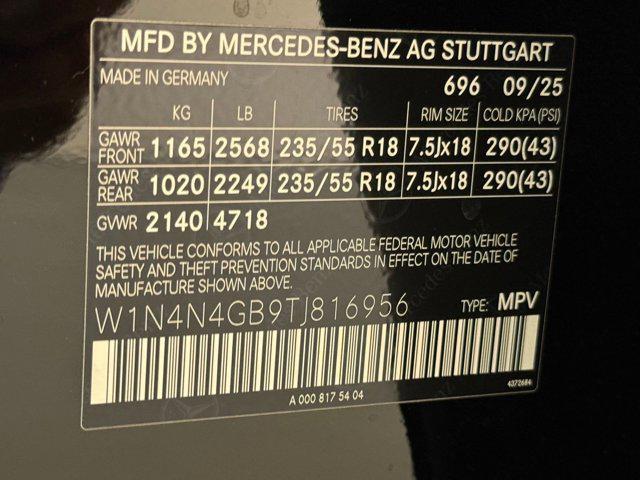 MFD BY MERCEDES-BENZ AG STUTTGART
MADE IN GERMANY 696 09/25
KG LB TIRES RIM SIZE COLD KPA(PSI)
GAWR FRONT 1165 2568 235/55 R18 7.5Jx18 290(43)
GAWR REAR 1020 2249 235/55 R18 7.5Jx18 290(43)
GVWR 2140 4718
THIS VEHICLE CONFORMS TO ALL APPLICABLE FEDERAL MOTOR VEHICLE
SAFETY AND THEFT PREVENTION STANDARDS IN EFFECT ON THE DATE OF
MANUFACTURE SHOWN ABOVE.
W1N4N4GB9TJ816956 TYPE: MPV
A 000 817 54 04 4372684